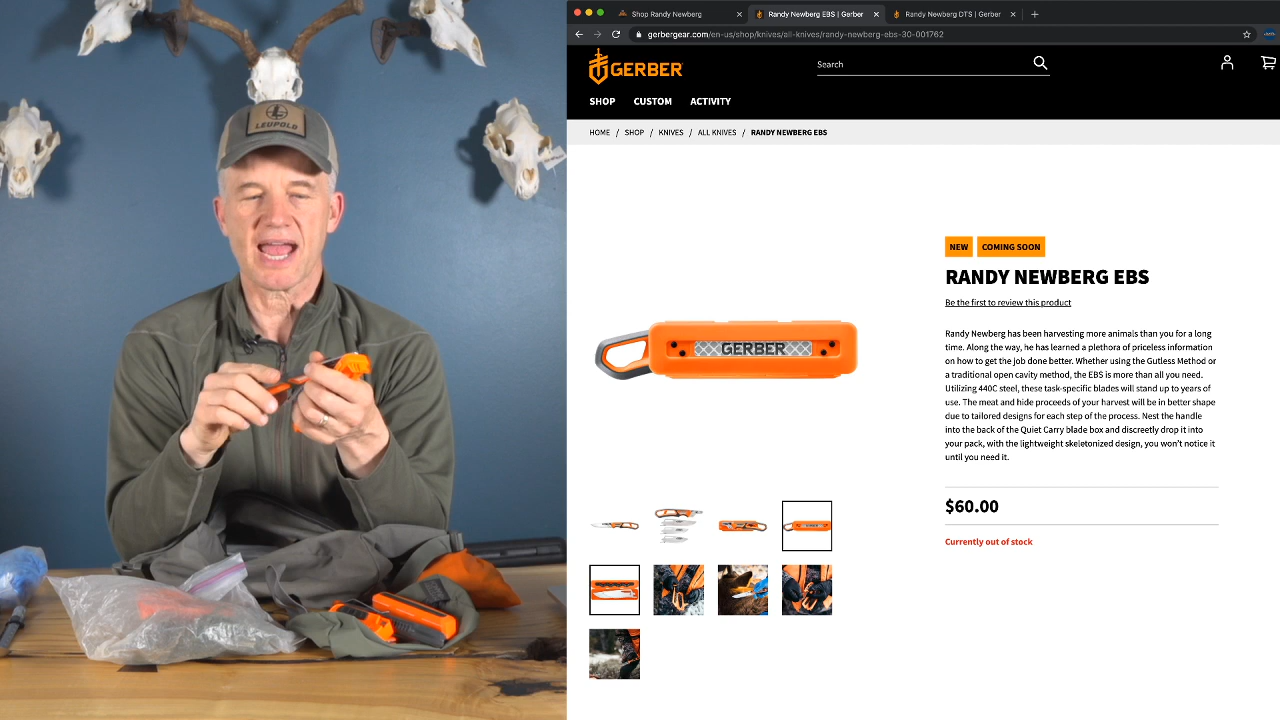 LEUPOLD
Shop Randy Newberg
Randy Newberg EBS | Gerber
Randy Newberg DTS | Gerber
gerbergear.com/en-us/shop/knives/all-knives/randy-newberg-ebs-30-001762
GERBER
Search
SHOP CUSTOM ACTIVITY
HOME / SHOP / KNIVES / ALL KNIVES / RANDY NEWBERG EBS
NEW COMING SOON
RANDY NEWBERG EBS
Be the first to review this product
Randy Newberg has been harvesting more animals than you for a long
time. Along the way, he has learned a plethora of priceless information
on how to get the job done better. Whether using the Gutless Method or
a traditional open cavity method, the EBS is more than all you need.
Utilizing 440C steel, these task-specific blades will stand up to years of
use. The meat and hide proceeds of your harvest will be in better shape
due to tailored designs for each step of the process. Nest the handle
into the back of the Quiet Carry blade box and discreetly drop it into
your pack, with the lightweight skeletonized design, you won't notice it
until you need it.
GERBER
$60.00
Currently out of stock